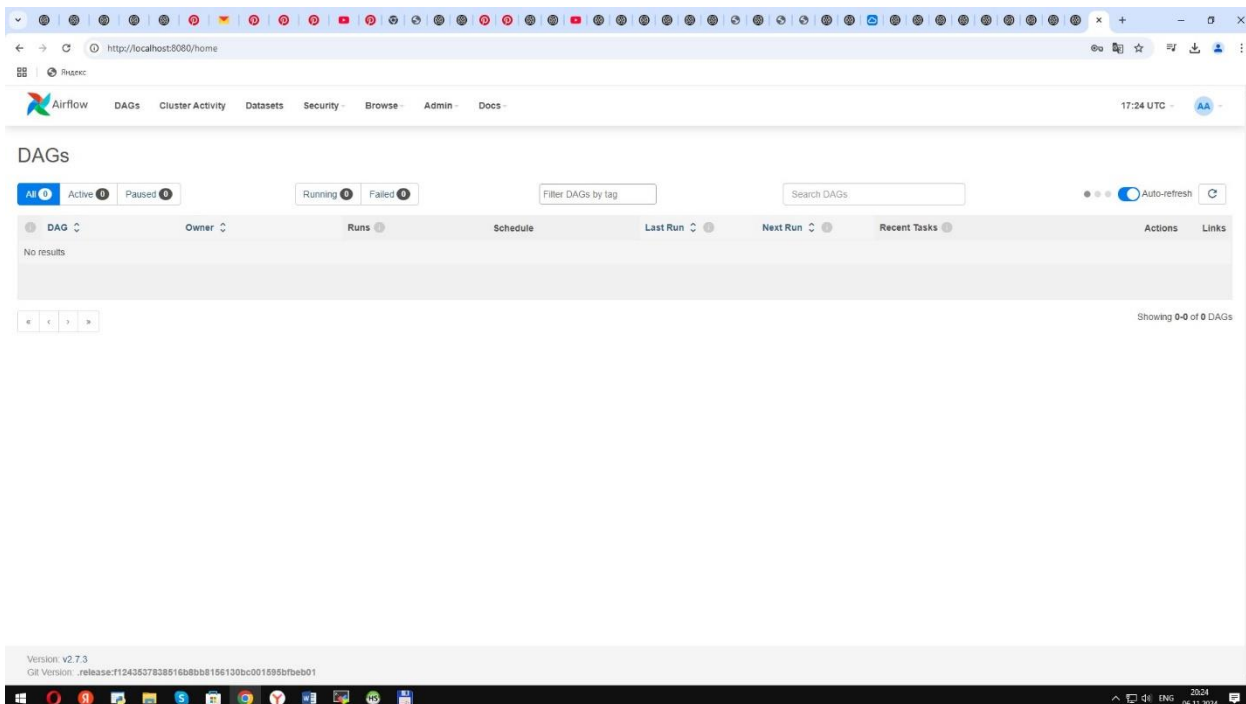 http://localhost:8080/home
Яндекс
Airflow DAGs Cluster Activity Datasets Security Browse Admin Docs 17:24 UTC AA
DAGs
All 0 Active 0 Paused 0 Running 0 Failed 0 Filter DAGs by tag Search DAGs Auto-refresh
DAG Owner Runs Schedule Last Run Next Run Recent Tasks Actions Links
No results
« ‹ › » Showing 0-0 of 0 DAGs
Version: v2.7.3
Git Version: .release:f1243537838516b8bb8156130bc001595bfbeb01
ENG 20:24
06.11.2024